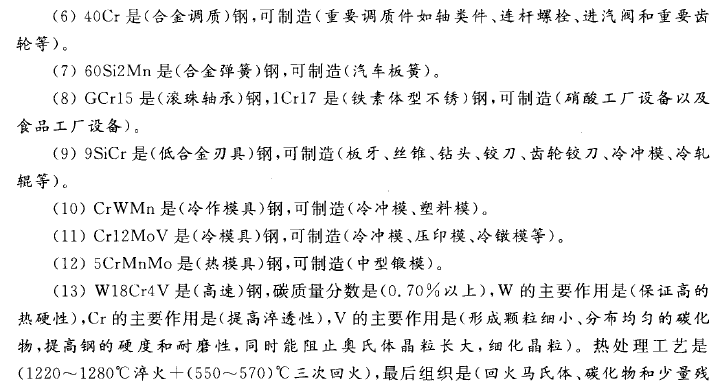 (6) 40Cr 是(合金调质)钢,可制造(重要调质件如轴类件、连杆螺栓、进汽阀和重要齿
轮等)。
(7) 60Si2Mn 是(合金弹簧)钢,可制造(汽车板簧)。
(8) GCr15 是(滚珠轴承)钢,1Cr17 是(铁素体型不锈)钢,可制造(硝酸工厂设备以及
食品工厂设备)。
(9) 9SiCr 是(低合金刃具)钢,可制造(板牙、丝锥、钻头、铰刀、齿轮铰刀、冷冲模、冷轧
辊等)。
(10) CrWMn 是(冷作模具)钢,可制造(冷冲模、塑料模)。
(11) Cr12MoV 是(冷模具)钢,可制造(冷冲模、压印模、冷镦模等)。
(12) 5CrMnMo 是(热模具)钢,可制造(中型锻模)。
(13) W18Cr4V 是(高速)钢,碳质量分数是(0.70%以上),W 的主要作用是(保证高的
热硬性),Cr 的主要作用是(提高淬透性),V 的主要作用是(形成颗粒细小、分布均匀的碳化
物,提高钢的硬度和耐磨性,同时能阻止奥氏体晶粒长大,细化晶粒)。热处理工艺是
(1220～1280℃淬火+(550～570)℃三次回火),最后组织是(回火马氏体、碳化物和少量残